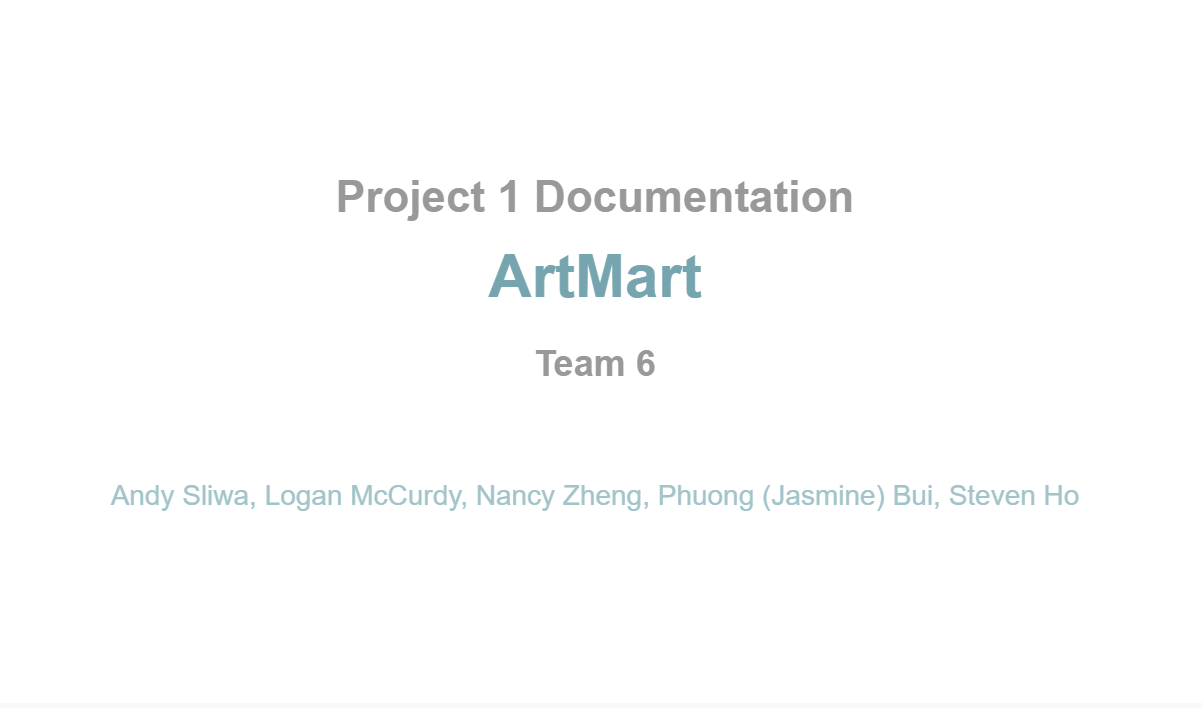 Project 1 Documentation
ArtMart
Team 6
Andy Sliwa, Logan McCurdy, Nancy Zheng, Phuong (Jasmine) Bui, Steven Ho